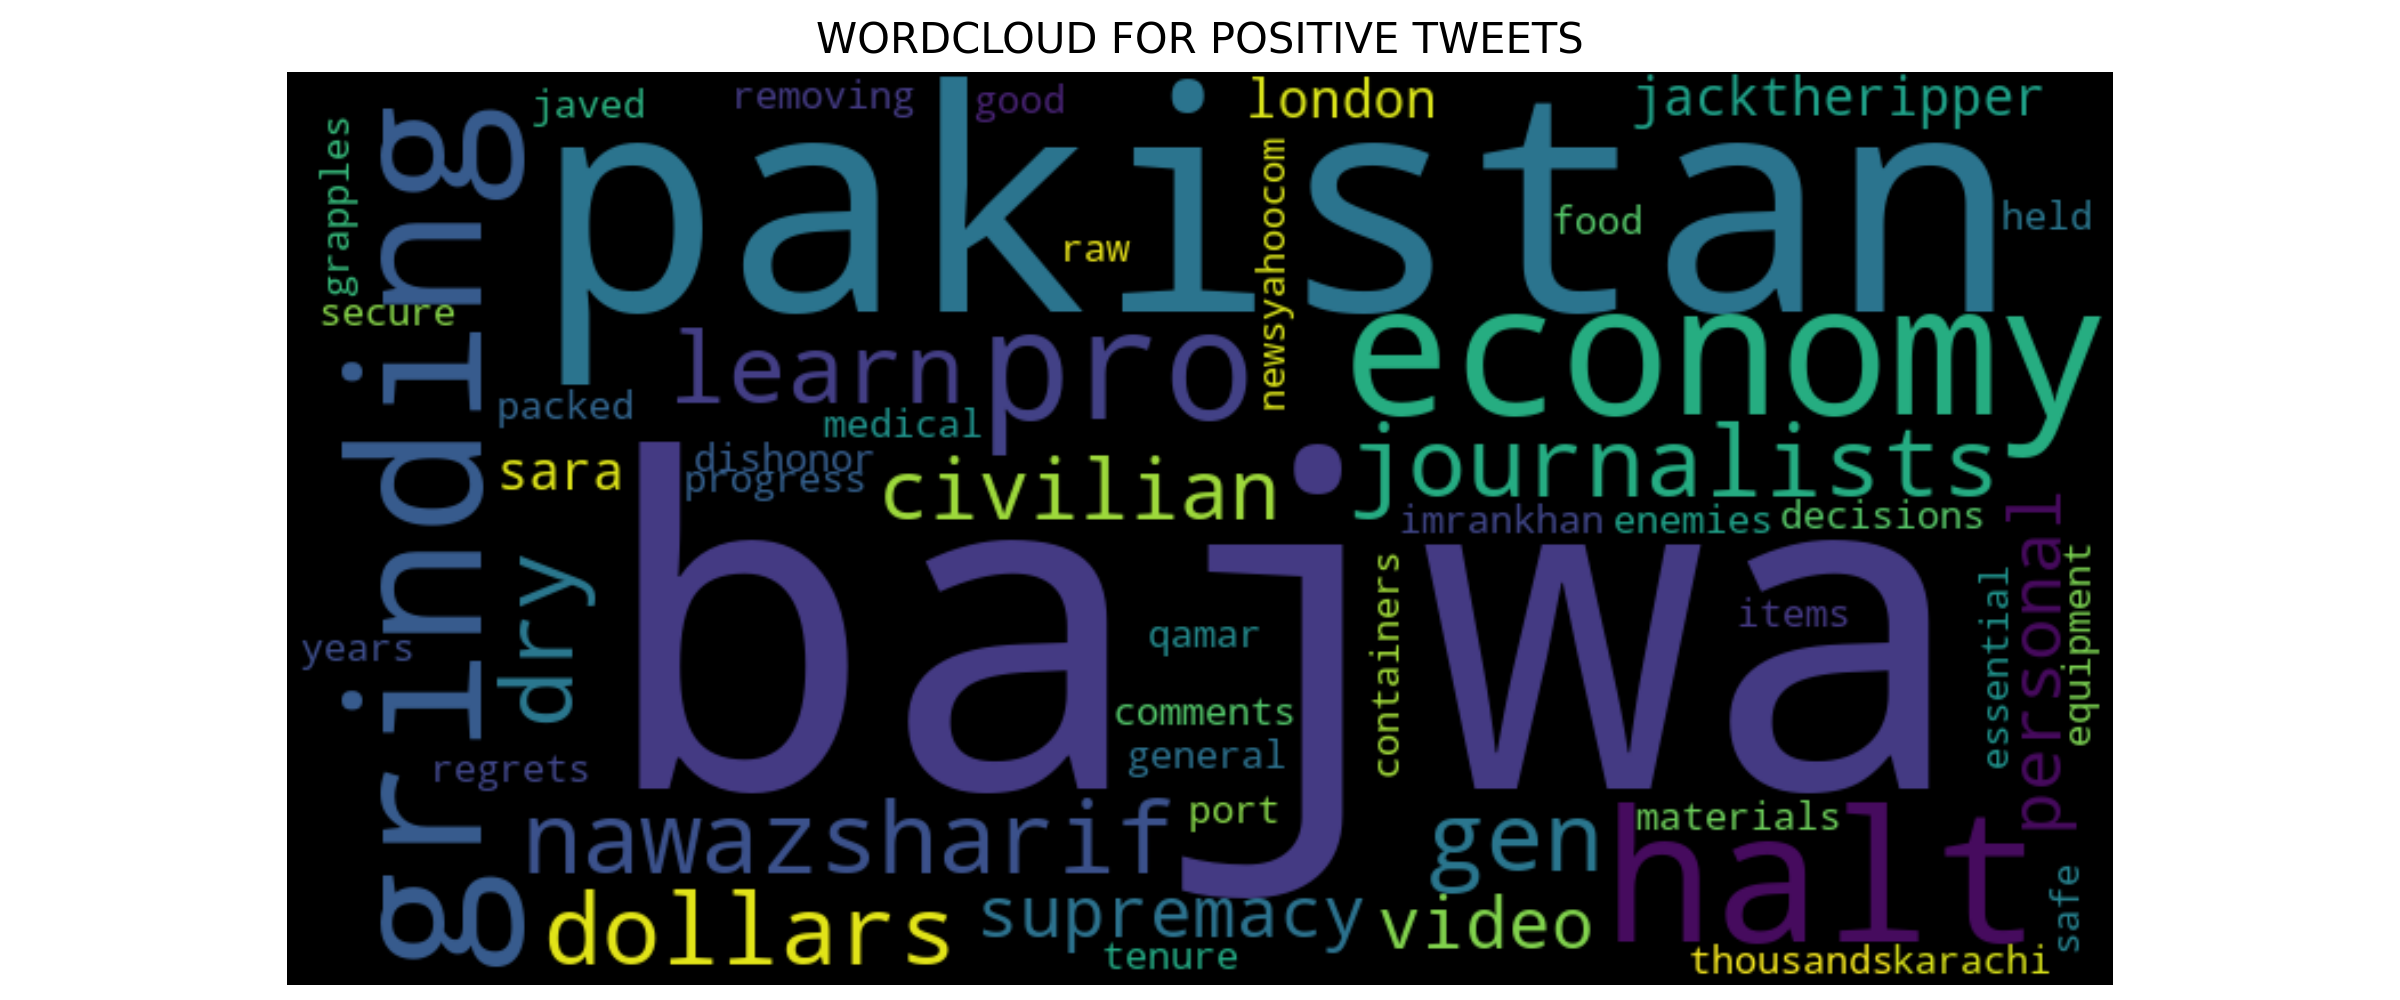 WORDCLOUD FOR POSITIVE TWEETS
javed
removing
good
london
jacktheripper
grapples
grinding
pakistan
newsyahoocom
raw
food
held
secure
learn
pro
economy
packed
medical
journalists
sara
dishonor
progress
civilian
imrankhan
enemies
decisions
personal
dry
bajwa
containers
essential
equipment
qamar
items
years
comments
general
regrets
nawazsharif
port
gen
materials
halt
safe
dollars
supremacy
video
tenure
thousandskarachi